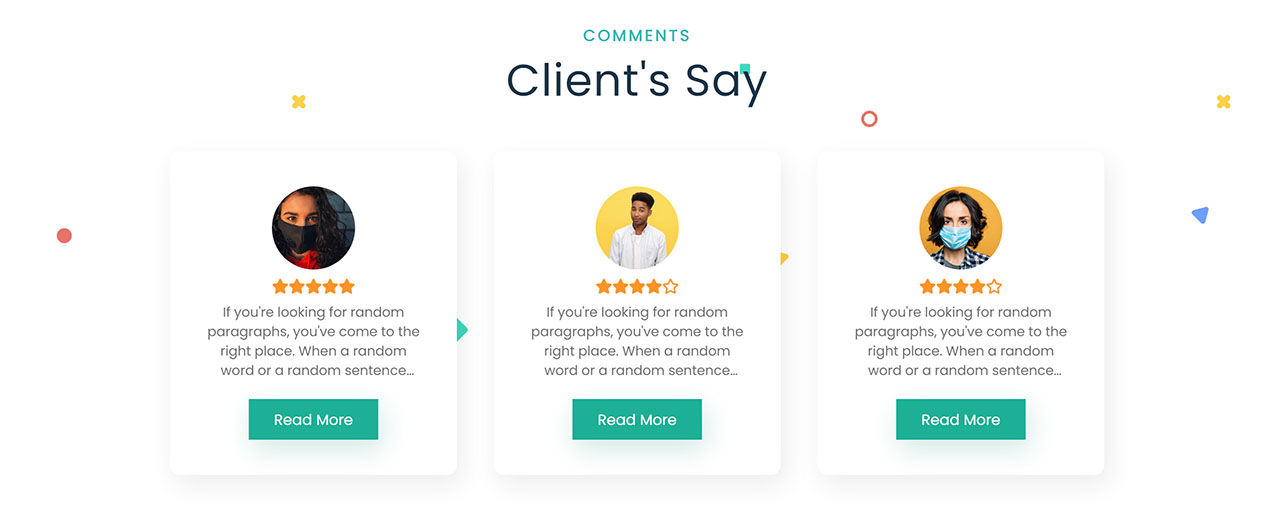 COMMENTS
Client's Say
If you're looking for random
paragraphs, you've come to the
right place. When a random
word or a random sentence...
Read More
If you're looking for random
paragraphs, you've come to the
right place. When a random
word or a random sentence...
Read More
If you're looking for random
paragraphs, you've come to the
right place. When a random
word or a random sentence...
Read More